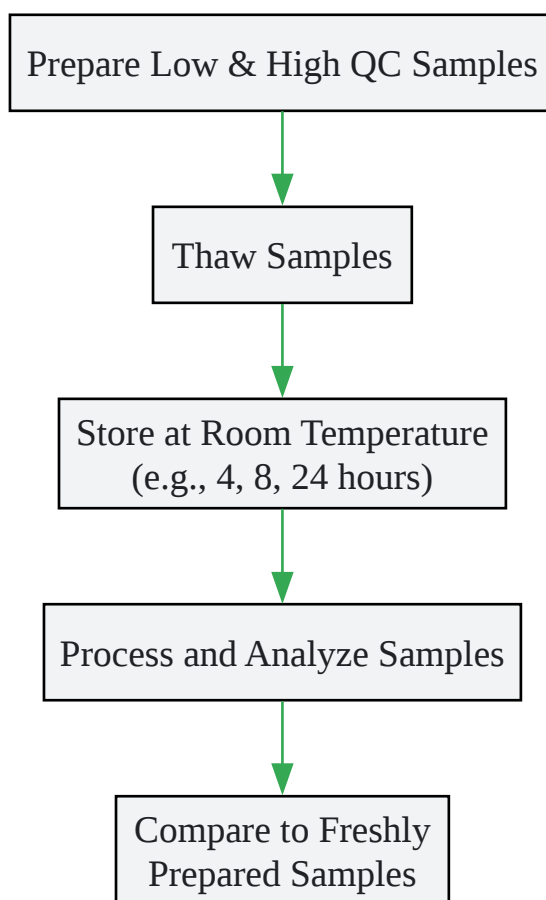 Prepare Low & High QC Samples
Thaw Samples
Store at Room Temperature
(e.g., 4, 8, 24 hours)
Process and Analyze Samples
Compare to Freshly
Prepared Samples